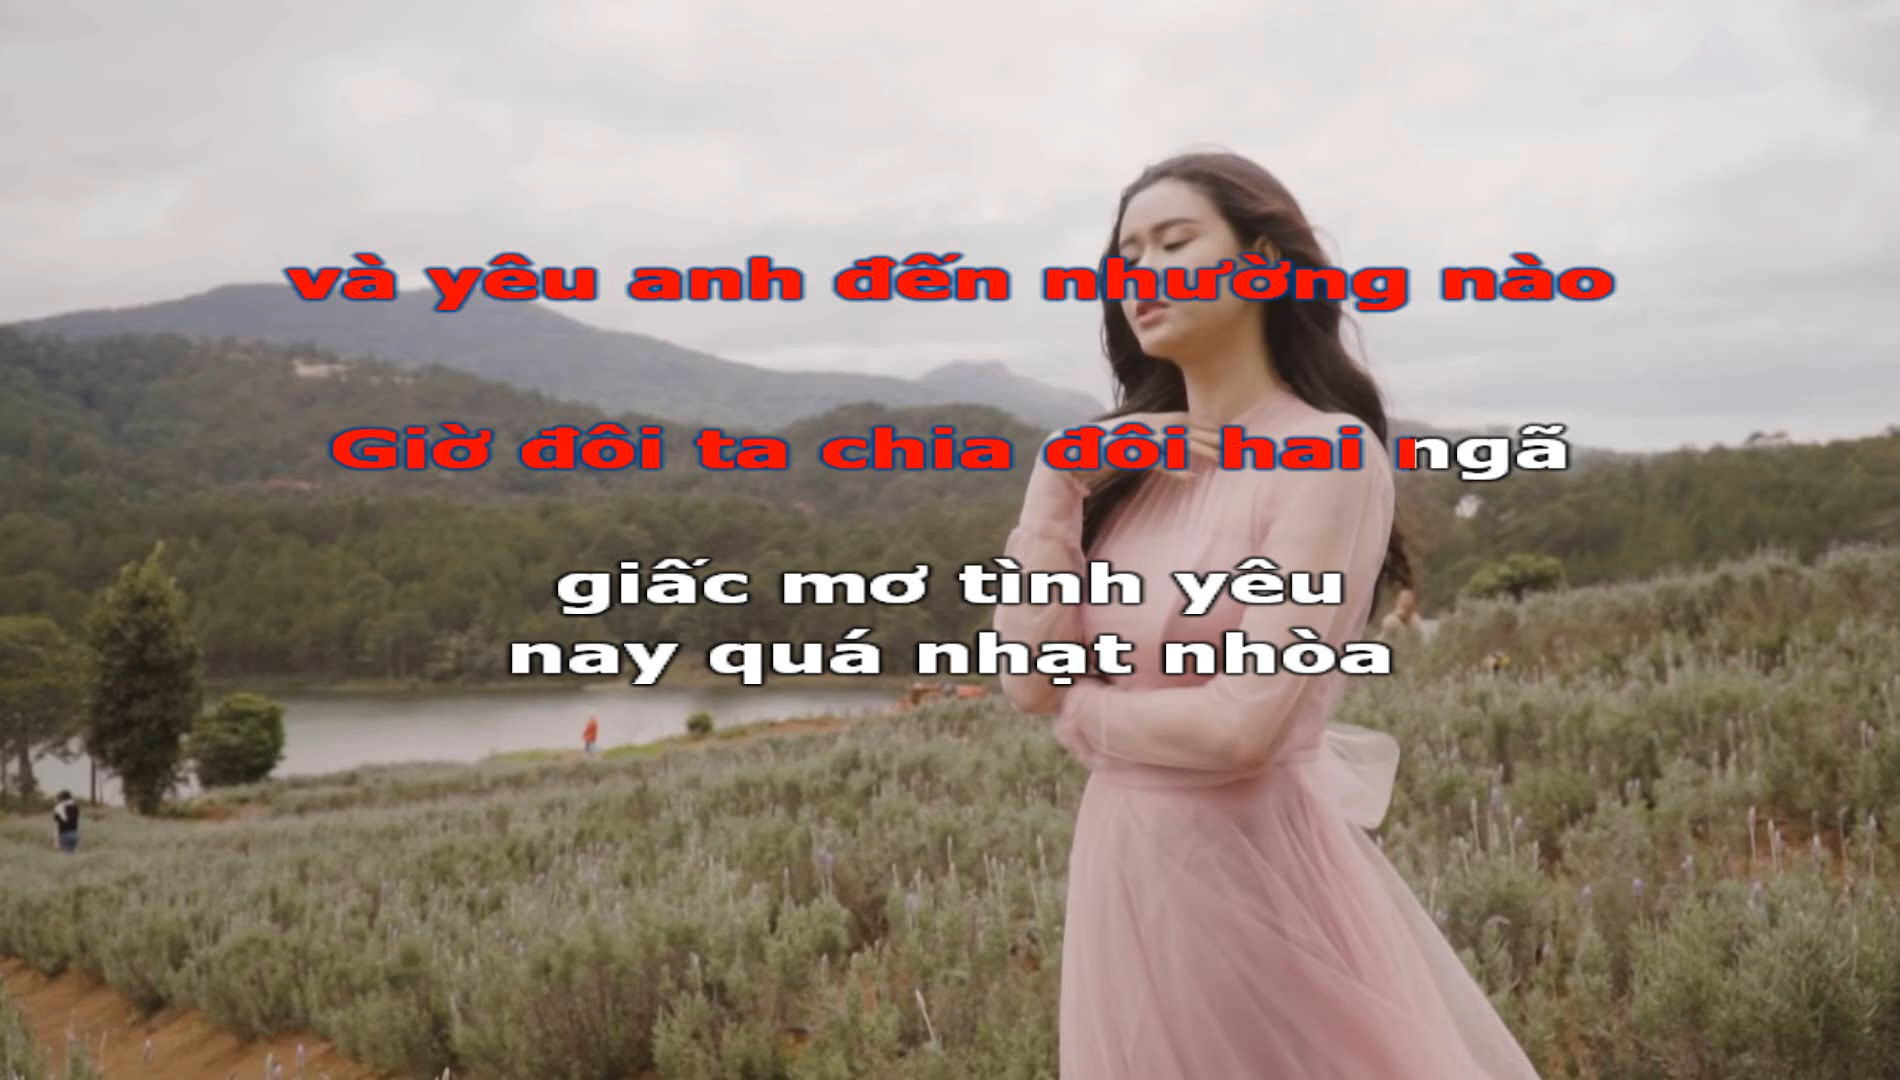 và yêu anh đến nhường nào
Giờ đôi ta chia đôi hai ngã
giấc mơ tình yêu
nay quá nhạt nhòa